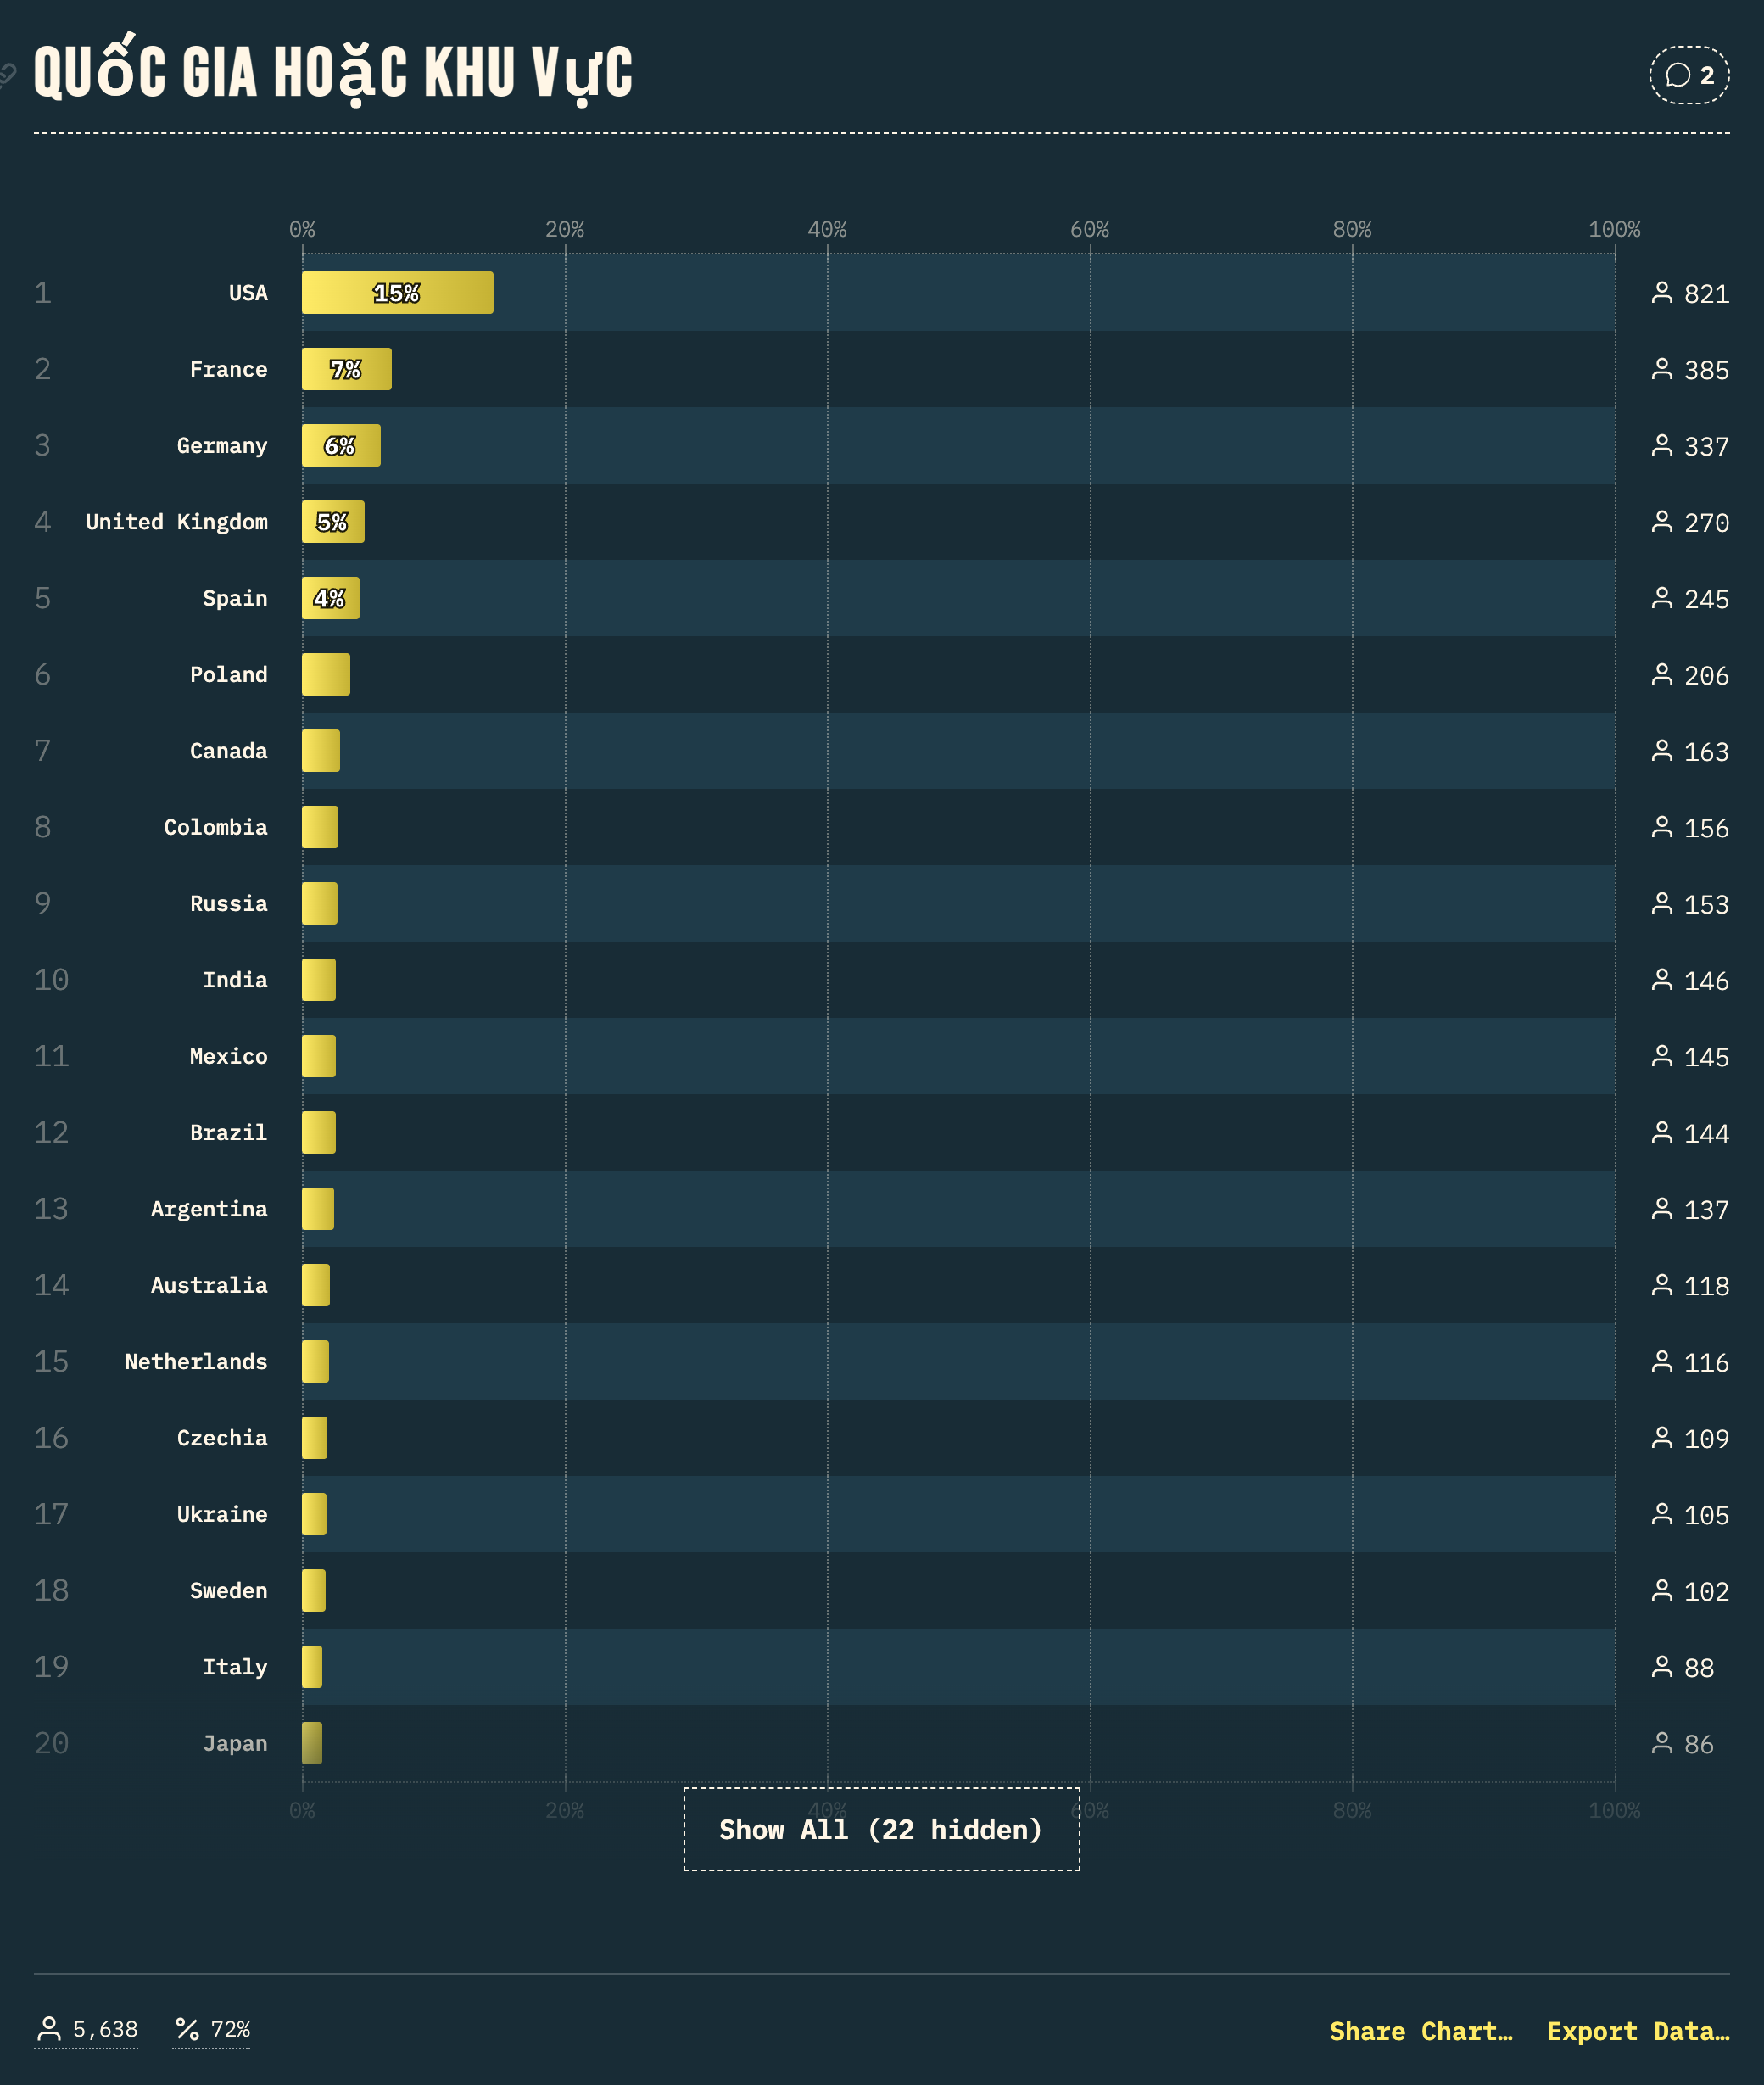 QUỐC GIA HOẶC KHU VỰC
2
0% 20% 40% 60% 80% 100%
1 USA 15% 821
2 France 7% 385
3 Germany 6% 337
4 United Kingdom 5% 270
5 Spain 4% 245
6 Poland 206
7 Canada 163
8 Colombia 156
9 Russia 153
10 India 146
11 Mexico 145
12 Brazil 144
13 Argentina 137
14 Australia 118
15 Netherlands 116
16 Czechia 109
17 Ukraine 105
18 Sweden 102
19 Italy 88
20 Japan 86
0% 20% 40% 60% 80% 100%
Show All (22 hidden)
5,638 72% Share Chart… Export Data…